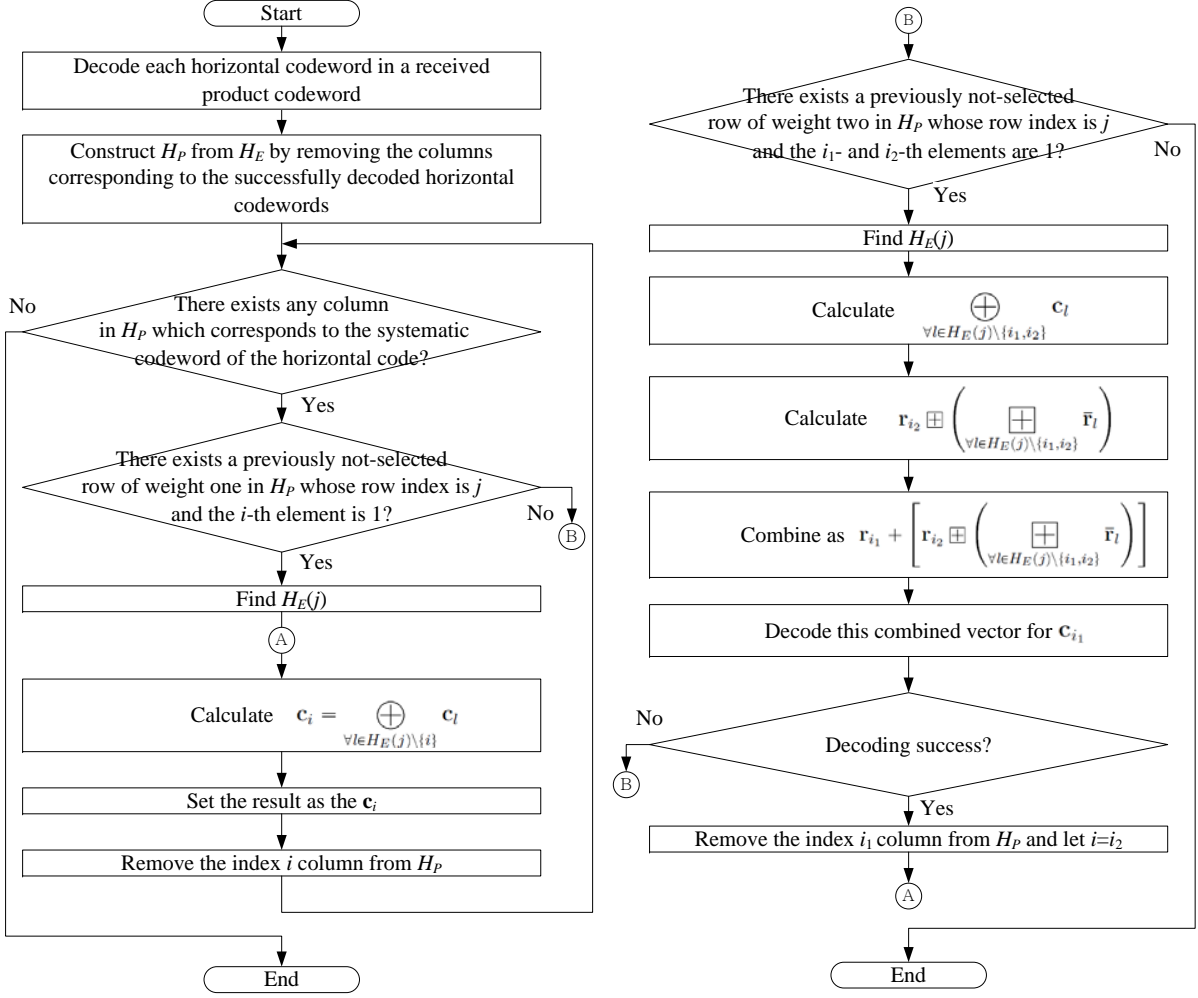 Start
Decode each horizontal codeword in a received
product codeword
Construct H_P from H_E by removing the columns
corresponding to the successfully decoded horizontal
codewords
No
There exists any column
in H_P which corresponds to the systematic
codeword of the horizontal code?
Yes
There exists a previously not-selected
row of weight one in H_P whose row index is j
and the i-th element is 1?
No
B
Yes
Find H_E(j)
A
Calculate c_i = ⊕ c_l
∀l∈H_E(j)\{i}
Set the result as the c_i
Remove the index i column from H_P
End
B
There exists a previously not-selected
row of weight two in H_P whose row index is j
and the i_1- and i_2-th elements are 1?
No
Yes
Find H_E(j)
Calculate ⊕ c_l
∀l∈H_E(j)\{i_1,i_2}
Calculate r_{i_2} ⊞ ( ⊞ r̄_l )
∀l∈H_E(j)\{i_1,i_2}
Combine as r_{i_1} + [ r_{i_2} ⊞ ( ⊞ r̄_l ) ]
∀l∈H_E(j)\{i_1,i_2}
Decode this combined vector for c_{i_1}
No
Decoding success?
B
Yes
Remove the index i_1 column from H_P and let i=i_2
A
End